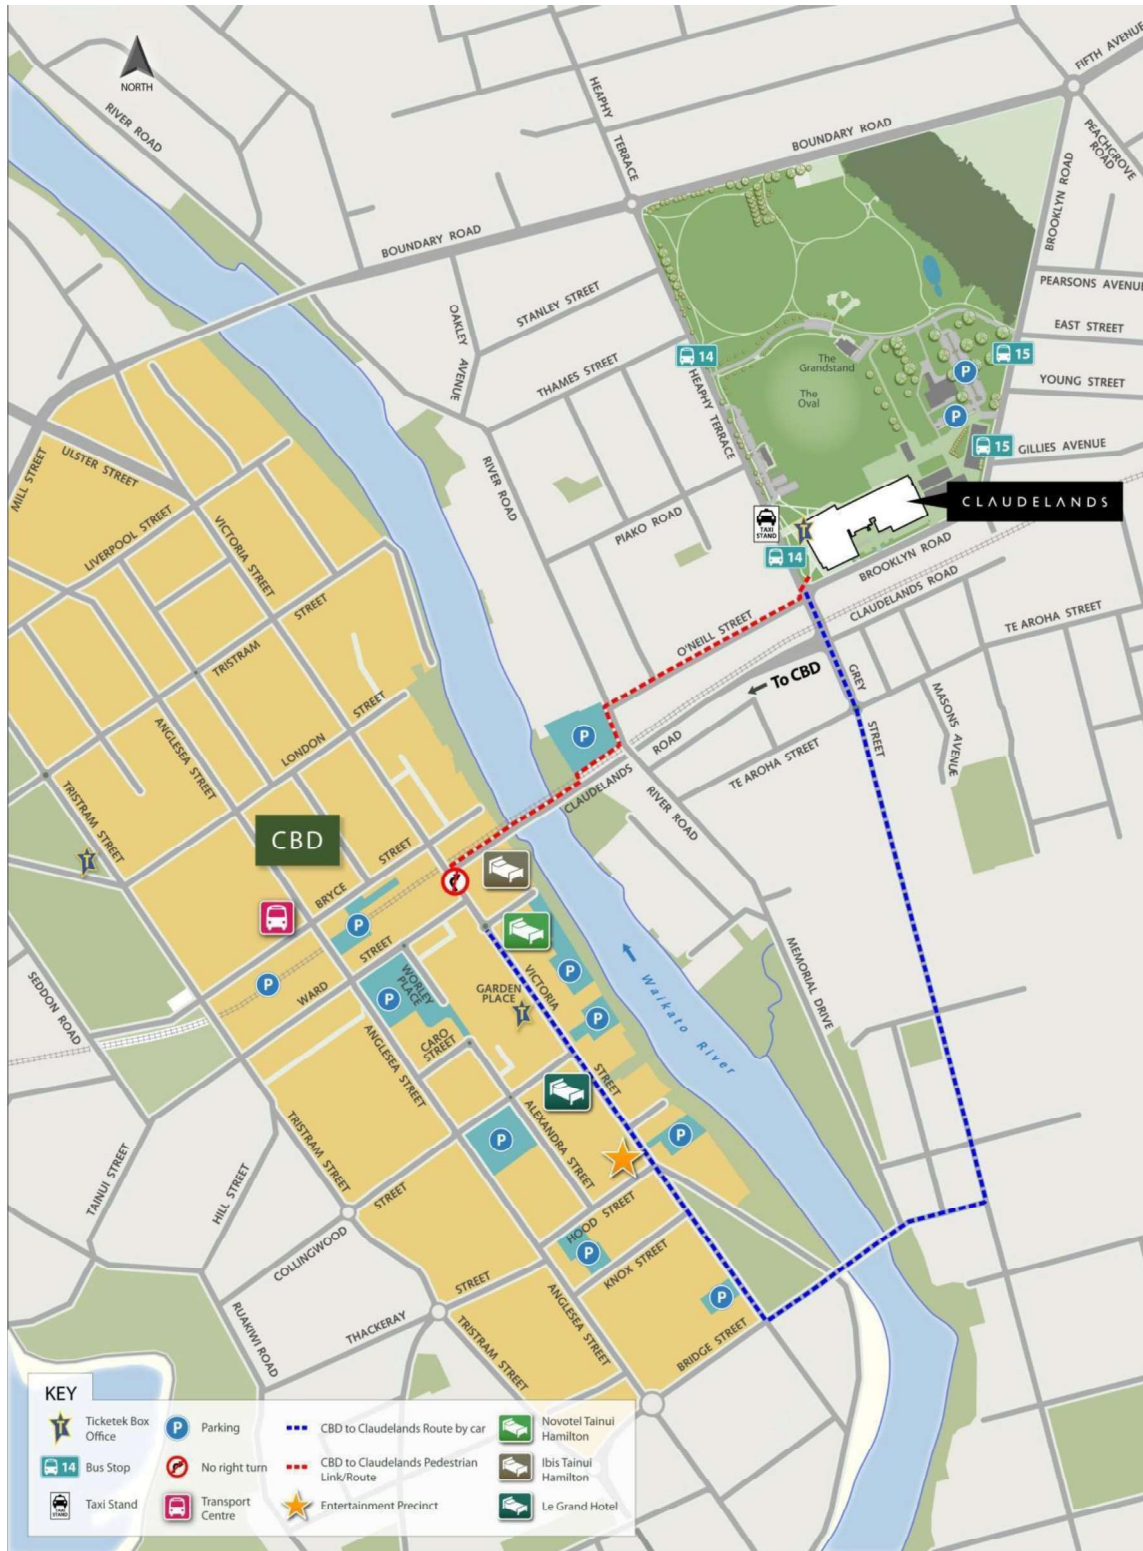 NORTH
RIVER ROAD
HEAPHY
TERRACE
FIFTH AVENUE
BOUNDARY ROAD
PEACHGROVE
ROAD
BROOKLYN ROAD
BOUNDARY ROAD
OAKLEY
AVENUE
STANLEY STREET
THAMES STREET
14
HEAPHY TERRACE
The
Grandstand
The
Oval
P
P
15
15
PEARSONS AVENUE
EAST STREET
YOUNG STREET
GILLIES AVENUE
CLAUDELANDS
MILL STREET
ULSTER STREET
LIVERPOOL STREET
VICTORIA STREET
RIVER ROAD
PIAKO ROAD
TAXI
STAND
T
14
BROOKLYN ROAD
CLAUDELANDS ROAD
TE AROHA STREET
O'NEILL STREET
To CBD
GREY
STREET
MASONS AVENUE
TRISTRAM
STREET
LONDON
STREET
ANGLESEA STREET
TRISTRAM STREET
P
CLAUDELANDS
ROAD
TE AROHA STREET
RIVER ROAD
CBD
T
BRYCE
STREET
P
P
WARD
STREET
SEDDON ROAD
WORLEY
PLACE
P
CARO
STREET
GARDEN
PLACE
T
VICTORIA
STREET
P
P
Waikato River
MEMORIAL DRIVE
ANGLESEA STREET
TRISTRAM STREET
ALEXANDRA STREET
P
P
TAINUI STREET
HILL STREET
COLLINGWOOD
STREET
HOOD STREET
P
KNOX STREET
P
THACKERAY
STREET
RUAKIWI ROAD
TRISTRAM STREET
ANGLESEA STREET
BRIDGE STREET
KEY
T
Ticketek Box
Office
P
Parking
CBD to Claudelands Route by car
Novotel Tainui
Hamilton
14
Bus Stop
No right turn
CBD to Claudelands Pedestrian
Link/Route
Ibis Tainui
Hamilton
TAXI
STAND
Taxi Stand
Transport
Centre
Entertainment Precinct
Le Grand Hotel